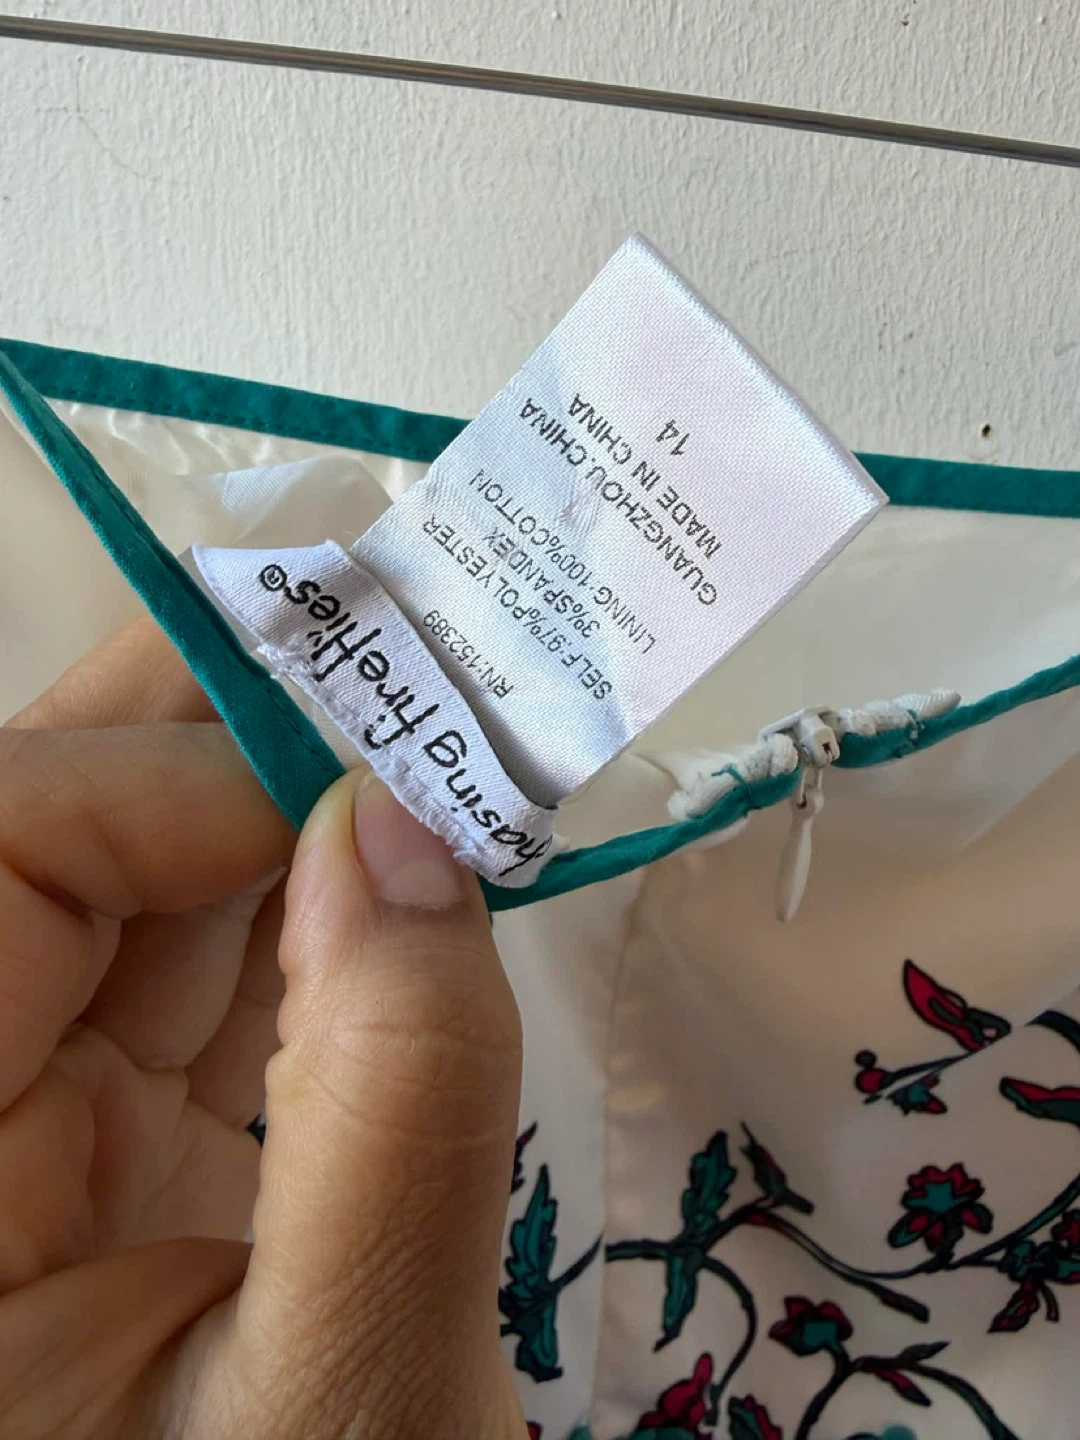 chasing fireflies®
RN:152389
SELF:97%POLYESTER
3%SPANDEX
LINING:100%COTTON
GUANGZHOU CHINA
MADE IN CHINA
14